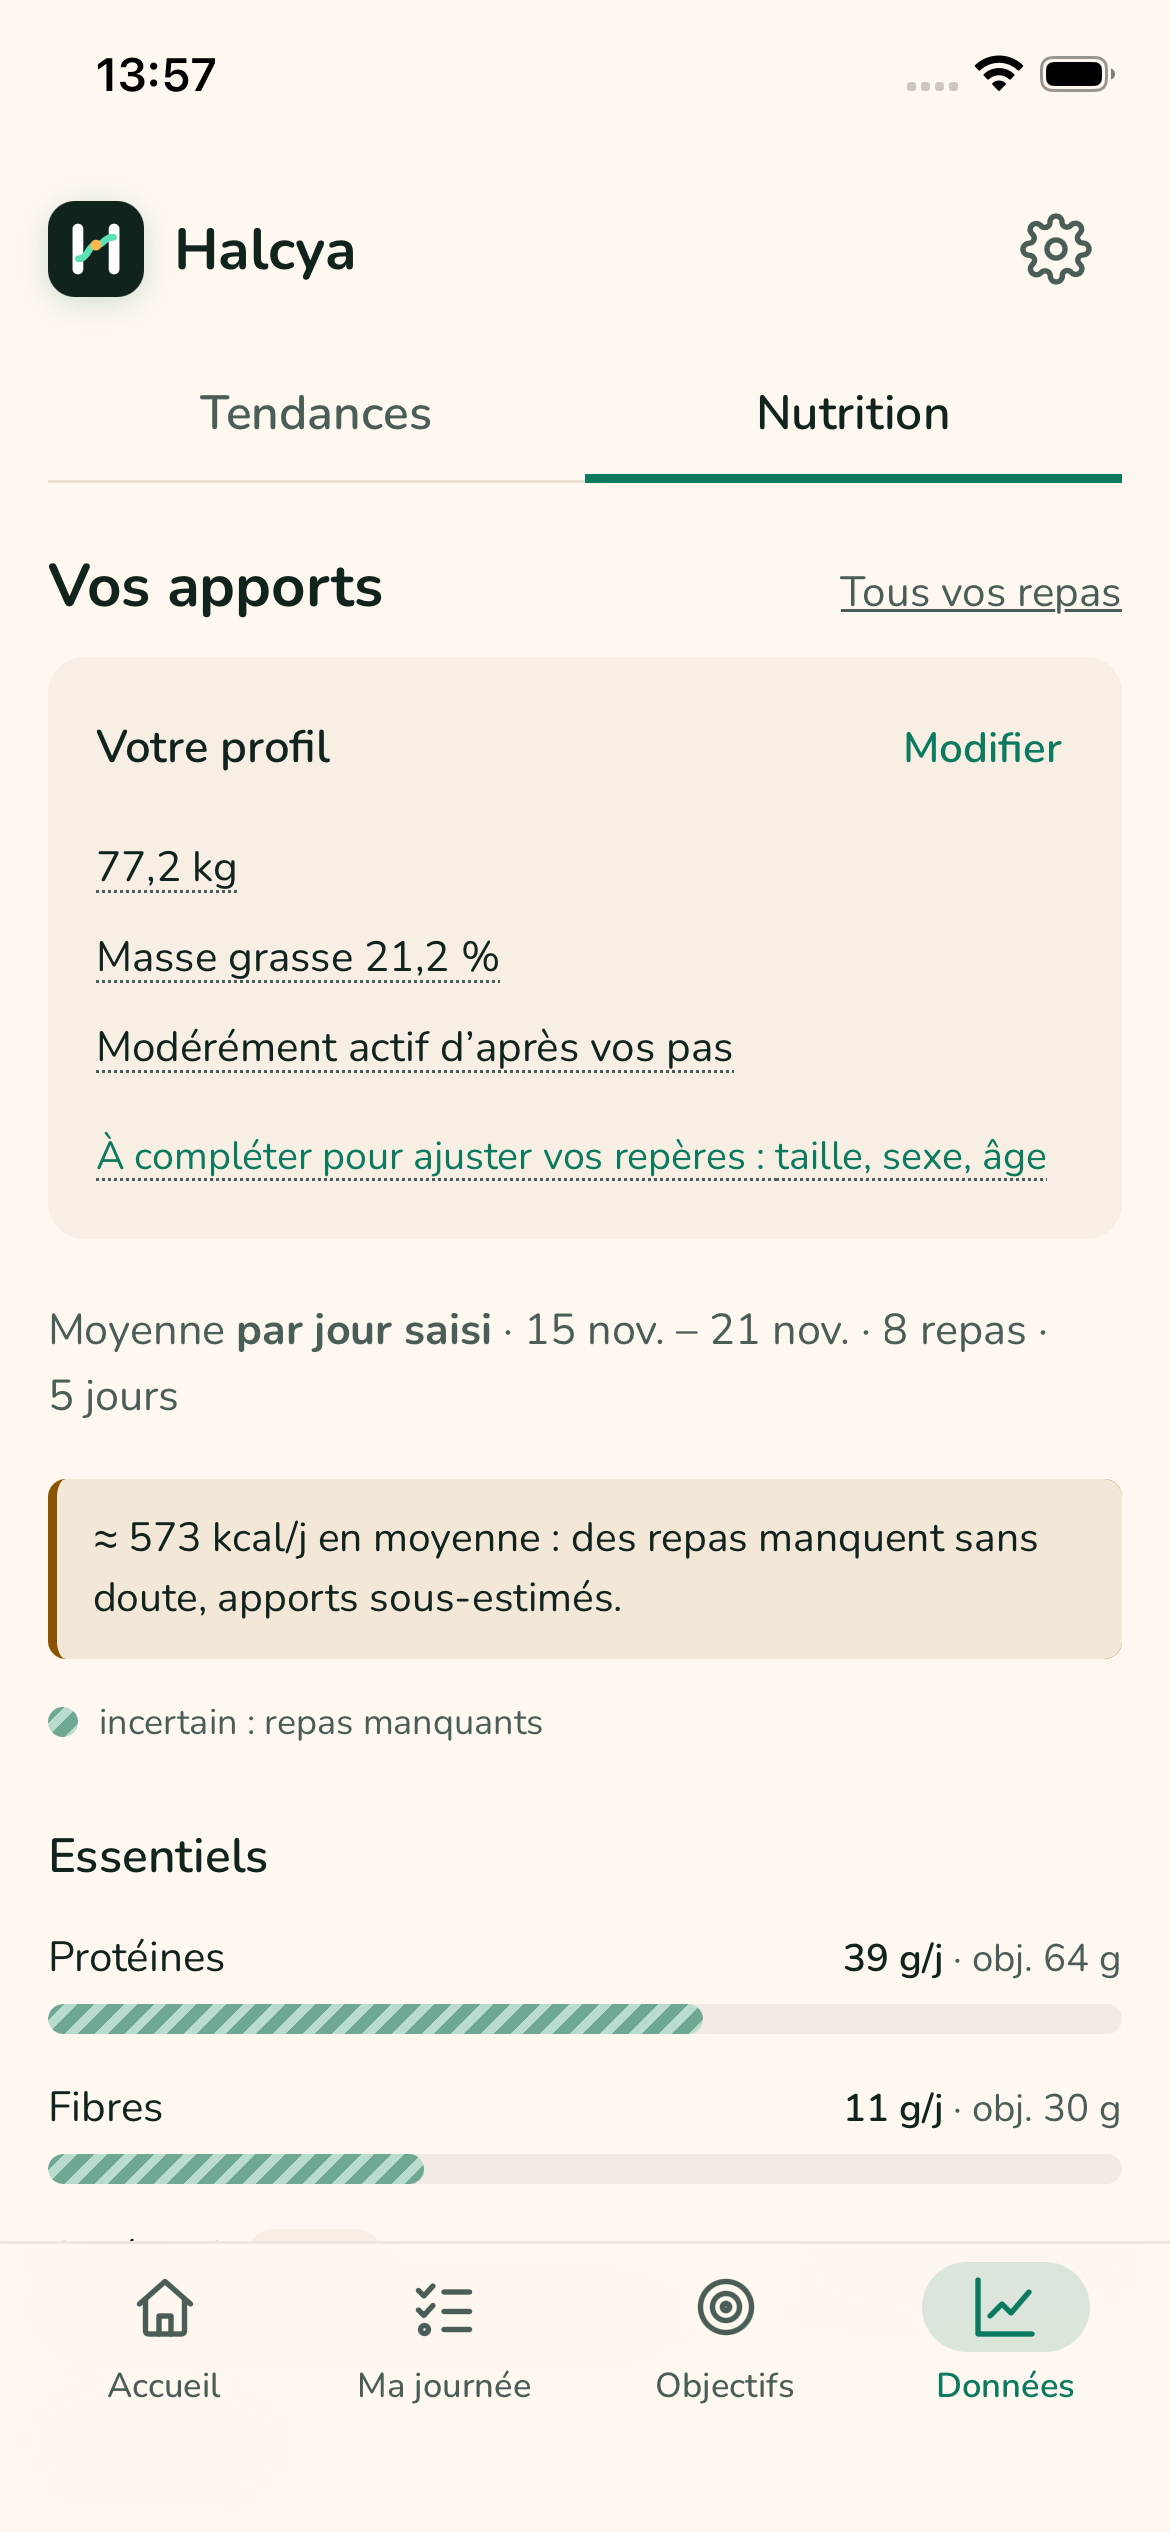 13:57
Halcya
Tendances
Nutrition
Vos apports
Tous vos repas
Votre profil
Modifier
77,2 kg
Masse grasse 21,2 %
Modérément actif d’après vos pas
À compléter pour ajuster vos repères : taille, sexe, âge
Moyenne par jour saisi · 15 nov. – 21 nov. · 8 repas ·
5 jours
≈ 573 kcal/j en moyenne : des repas manquent sans
doute, apports sous-estimés.
incertain : repas manquants
Essentiels
Protéines
39 g/j · obj. 64 g
Fibres
11 g/j · obj. 30 g
Accueil
Ma journée
Objectifs
Données